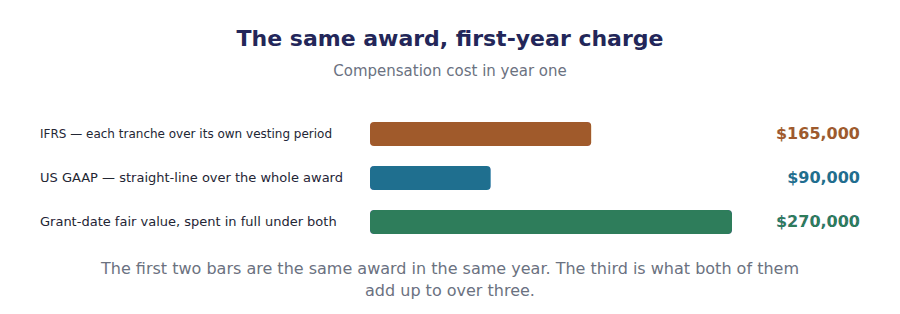 The same award, first-year charge
Compensation cost in year one
IFRS — each tranche over its own vesting period
$165,000
US GAAP — straight-line over the whole award
$90,000
Grant-date fair value, spent in full under both
$270,000
The first two bars are the same award in the same year. The third is what both of them
add up to over three.